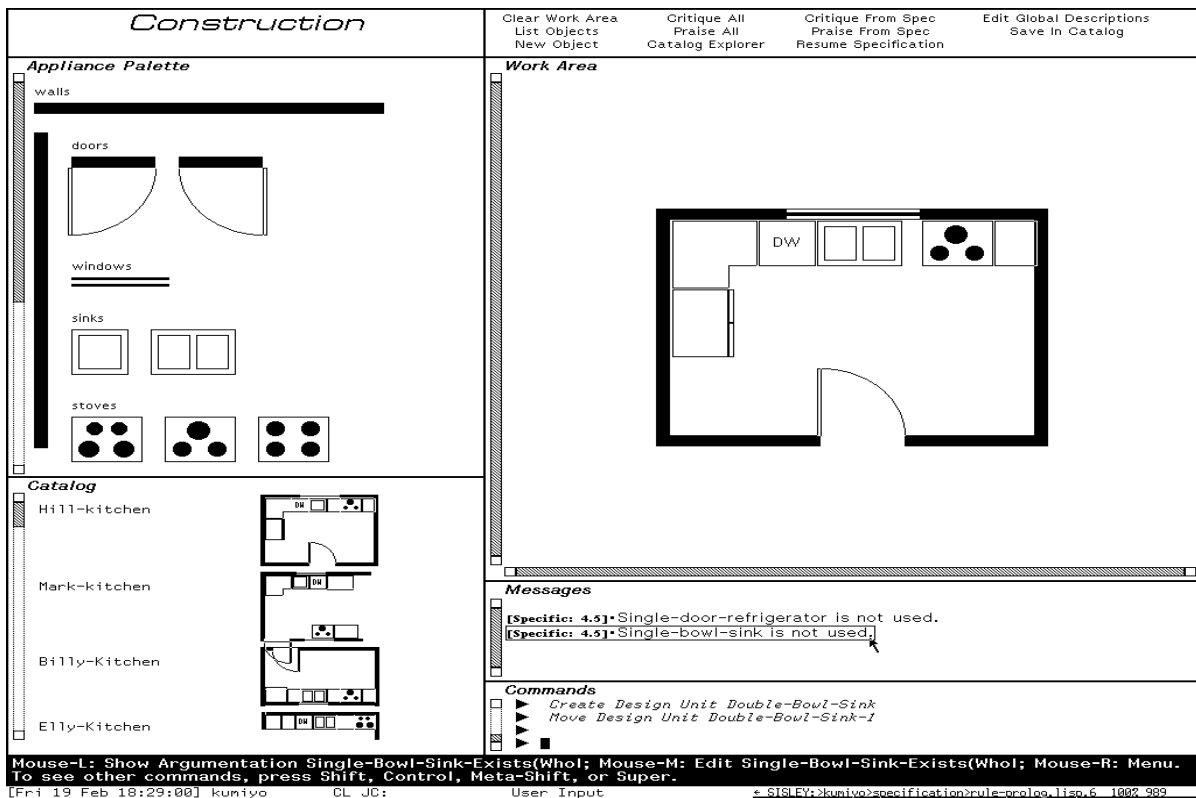 Construction
Clear Work Area Critique All Critique From Spec Edit Global Descriptions
List Objects Praise All Praise From Spec Save In Catalog
New Object Catalog Explorer Resume Specification
Appliance Palette
walls
doors
windows
sinks
stoves
Work Area
DW
Catalog
Hill-kitchen
DW
Mark-kitchen
DW
Billy-Kitchen
Elly-Kitchen
DW
Messages
[Specific: 4.5]•Single-door-refrigerator is not used.
[Specific: 4.5]•Single-bowl-sink is not used.
Commands
Create Design Unit Double-Bowl-Sink
Move Design Unit Double-Bowl-Sink-1
Mouse-L: Show Argumentation Single-Bowl-Sink-Exists(Whol; Mouse-M: Edit Single-Bowl-Sink-Exists(Whol; Mouse-R: Menu.
To see other commands, press Shift, Control, Meta-Shift, or Super.
[Fri 19 Feb 18:29:00] kumiyo CL JC: User Input ← SISLEY:>kumiyo>specification>rule-prolog.lisp.6 100% 989